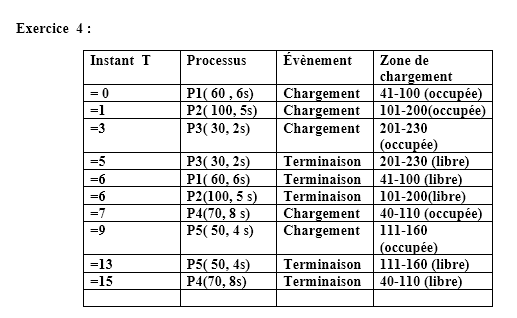 Exercice 4 :
Instant T Processus Évènement Zone de
chargement
= 0 P1( 60 , 6s) Chargement 41-100 (occupée)
=1 P2( 100, 5s) Chargement 101-200(occupée)
=3 P3( 30, 2s) Chargement 201-230
(occupée)
=5 P3( 30, 2s) Terminaison 201-230 (libre)
=6 P1( 60, 6s) Terminaison 41-100 (libre)
=6 P2(100, 5 s) Terminaison 101-200(libre)
=7 P4(70, 8 s) Chargement 40-110 (occupée)
=9 P5( 50, 4 s) Chargement 111-160
(occupée)
=13 P5( 50, 4s) Terminaison 111-160 (libre)
=15 P4(70, 8s) Terminaison 40-110 (libre)